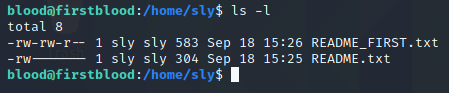 blood@firstblood:/home/sly$ ls -l
total 8
-rw-rw-r-- 1 sly sly 583 Sep 18 15:26 README_FIRST.txt
-rw------- 1 sly sly 304 Sep 18 15:25 README.txt
blood@firstblood:/home/sly$